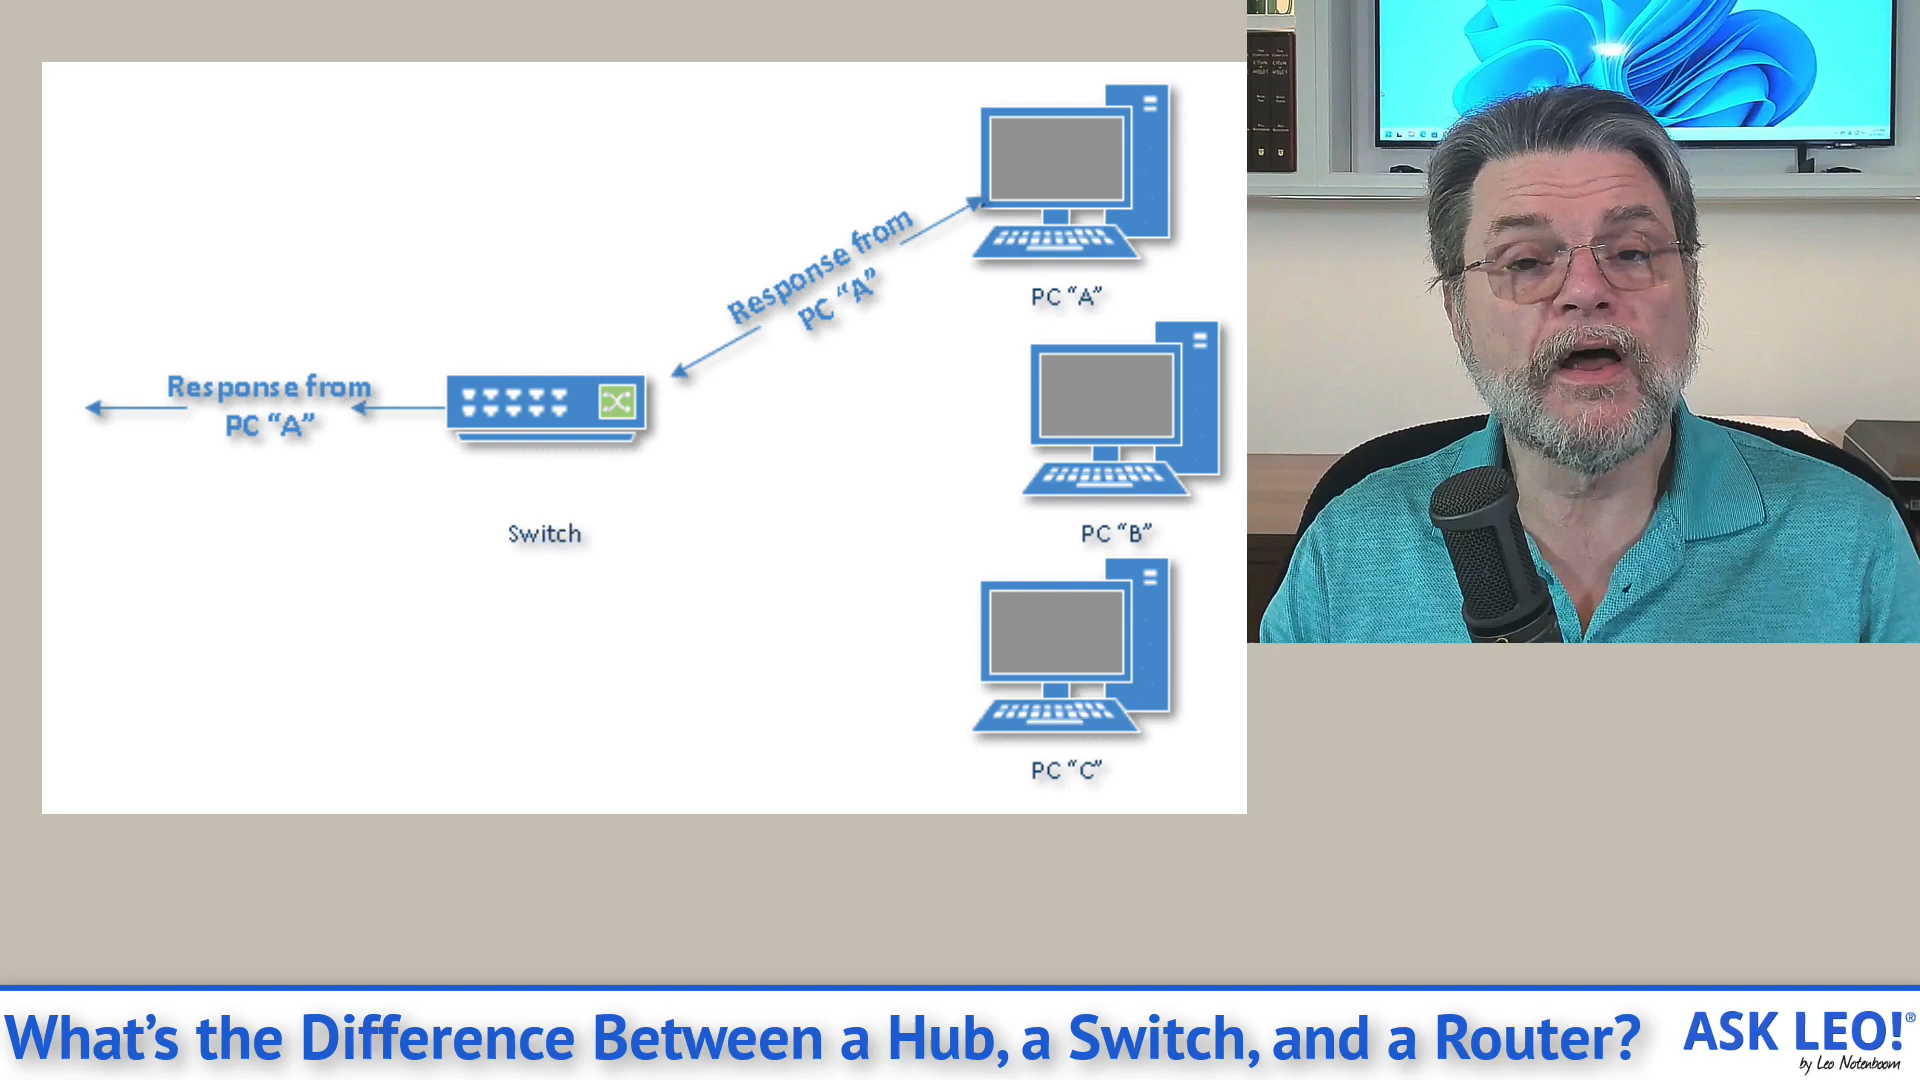 Response from
PC “A”
PC “A”
Response from
PC “A”
PC “B”
Switch
PC “C”
What’s the Difference Between a Hub, a Switch, and a Router?
ASK LEO!®
by Leo Notenboom